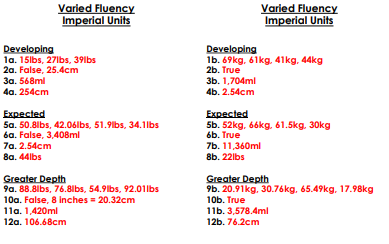 Varied Fluency
Imperial Units
Developing
1a. 15lbs, 27lbs, 39lbs
2a. False, 25.4cm
3a. 568ml
4a. 254cm
Expected
5a. 50.8lbs, 42.06lbs, 51.9lbs, 34.1lbs
6a. False, 3,408ml
7a. 2.54cm
8a. 44lbs
Greater Depth
9a. 88.8lbs, 76.8lbs, 54.9lbs, 92.01lbs
10a. False, 8 inches = 20.32cm
11a. 1,420ml
12a. 106.68cm
Varied Fluency
Imperial Units
Developing
1b. 69kg, 61kg, 41kg, 44kg
2b. True
3b. 1,704ml
4b. 2.54cm
Expected
5b. 52kg, 66kg, 61.5kg, 30kg
6b. True
7b. 11,360ml
8b. 22lbs
Greater Depth
9b. 20.91kg, 30.76kg, 65.49kg, 17.98kg
10b. True
11b. 3,578.4ml
12b. 76.2cm